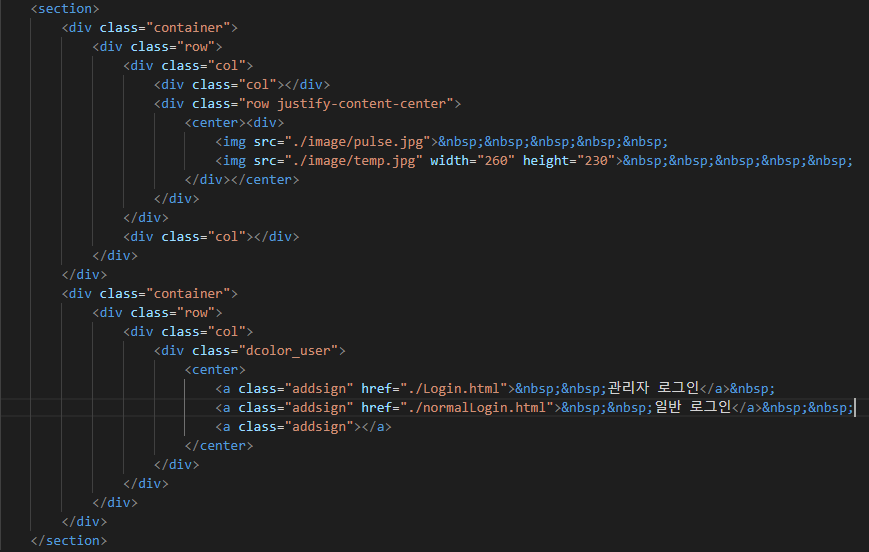 <section>
<div class="container">
<div class="row">
<div class="col">
<div class="col"></div>
<div class="row justify-content-center">
<center><div>
<img src="./image/pulse.jpg">&nbsp;&nbsp;&nbsp;&nbsp;&nbsp;
<img src="./image/temp.jpg" width="260" height="230">&nbsp;&nbsp;&nbsp;&nbsp;&nbsp;
</div></center>
</div>
</div>
<div class="col"></div>
</div>
</div>
<div class="container">
<div class="row">
<div class="col">
<div class="dcolor_user">
<center>
<a class="addsign" href="./Login.html">&nbsp;&nbsp;관리자 로그인</a>&nbsp;
<a class="addsign" href="./normalLogin.html">&nbsp;&nbsp;일반 로그인</a>&nbsp;&nbsp;
<a class="addsign"></a>
</center>
</div>
</div>
</div>
</div>
</section>